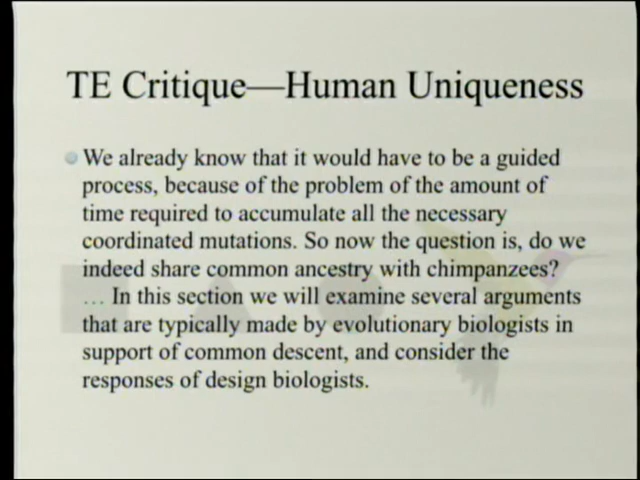 TE Critique—Human Uniqueness
We already know that it would have to be a guided
process, because of the problem of the amount of
time required to accumulate all the necessary
coordinated mutations. So now the question is, do we
indeed share common ancestry with chimpanzees?
… In this section we will examine several arguments
that are typically made by evolutionary biologists in
support of common descent, and consider the
responses of design biologists.